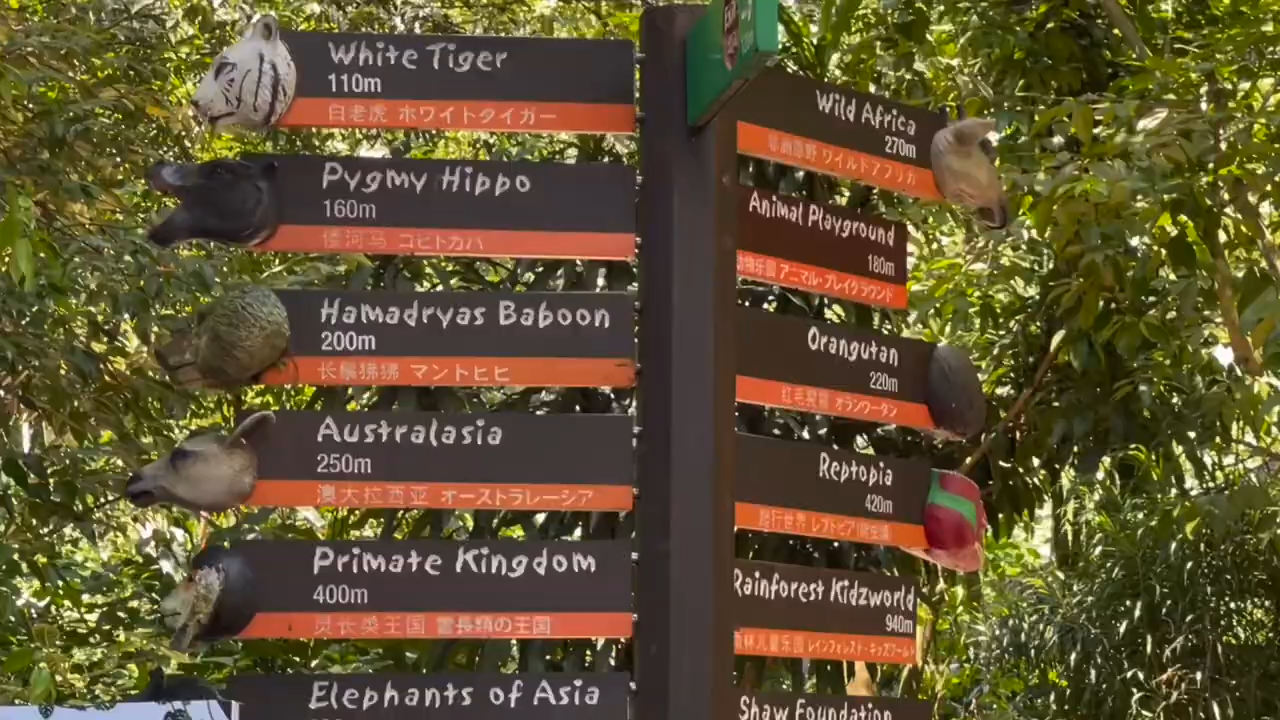 White Tiger
110m
白老虎 ホワイトタイガー
Pygmy Hippo
160m
倭河马 コビトカバ
Hamadryas Baboon
200m
长鬃狒狒 マントヒヒ
Australasia
250m
澳大拉西亚 オーストラレーシア
Primate Kingdom
400m
灵长类王国 霊長類の王国
Elephants of Asia
Wild Africa
270m
非洲原野 ワイルドアフリカ
Animal Playground
180m
动物乐园 アニマル・プレイグラウンド
Orangutan
220m
红毛猩猩 オランウータン
Reptopia
420m
爬行世界 レプトピア
Rainforest Kidzworld
940m
雨林儿童乐园 レインフォレスト・キッズワールド
Shaw Foundation